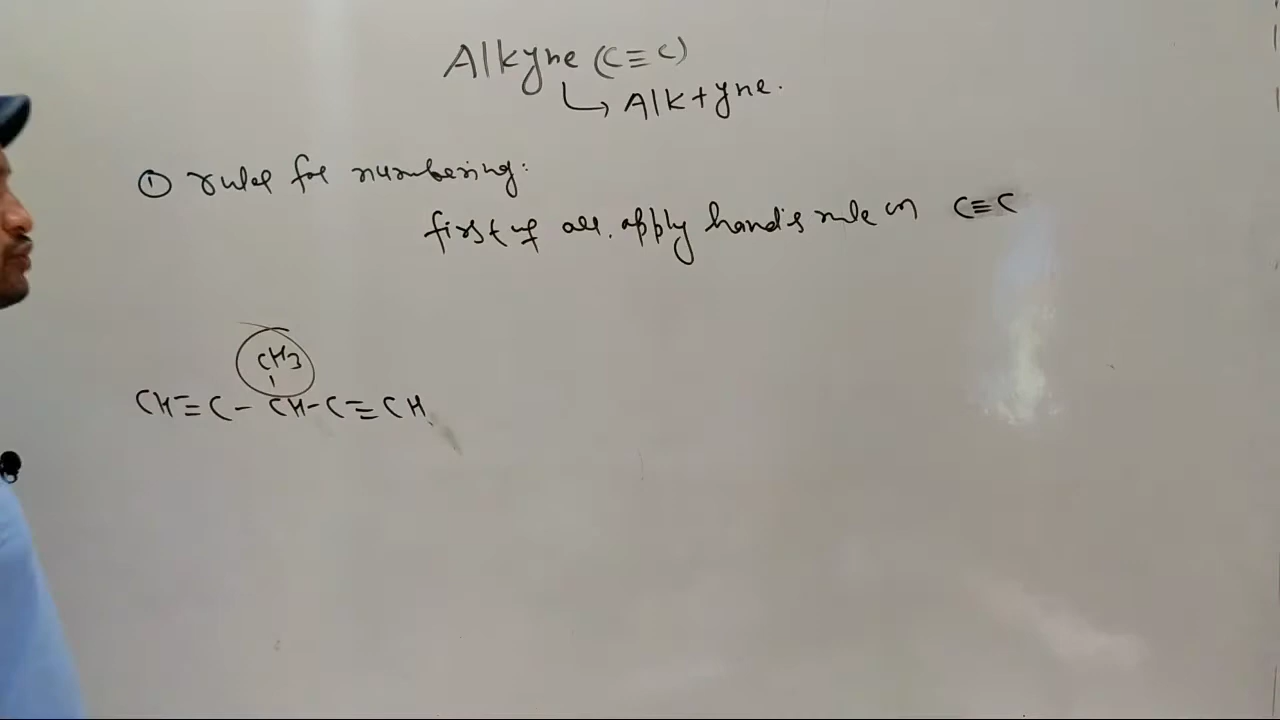 Alkyne (C≡C)
↳ Alk+yne.
① rules for numbering:
first of all. apply hand's rule on C≡C
CH3
CH≡C-CH-C≡CH